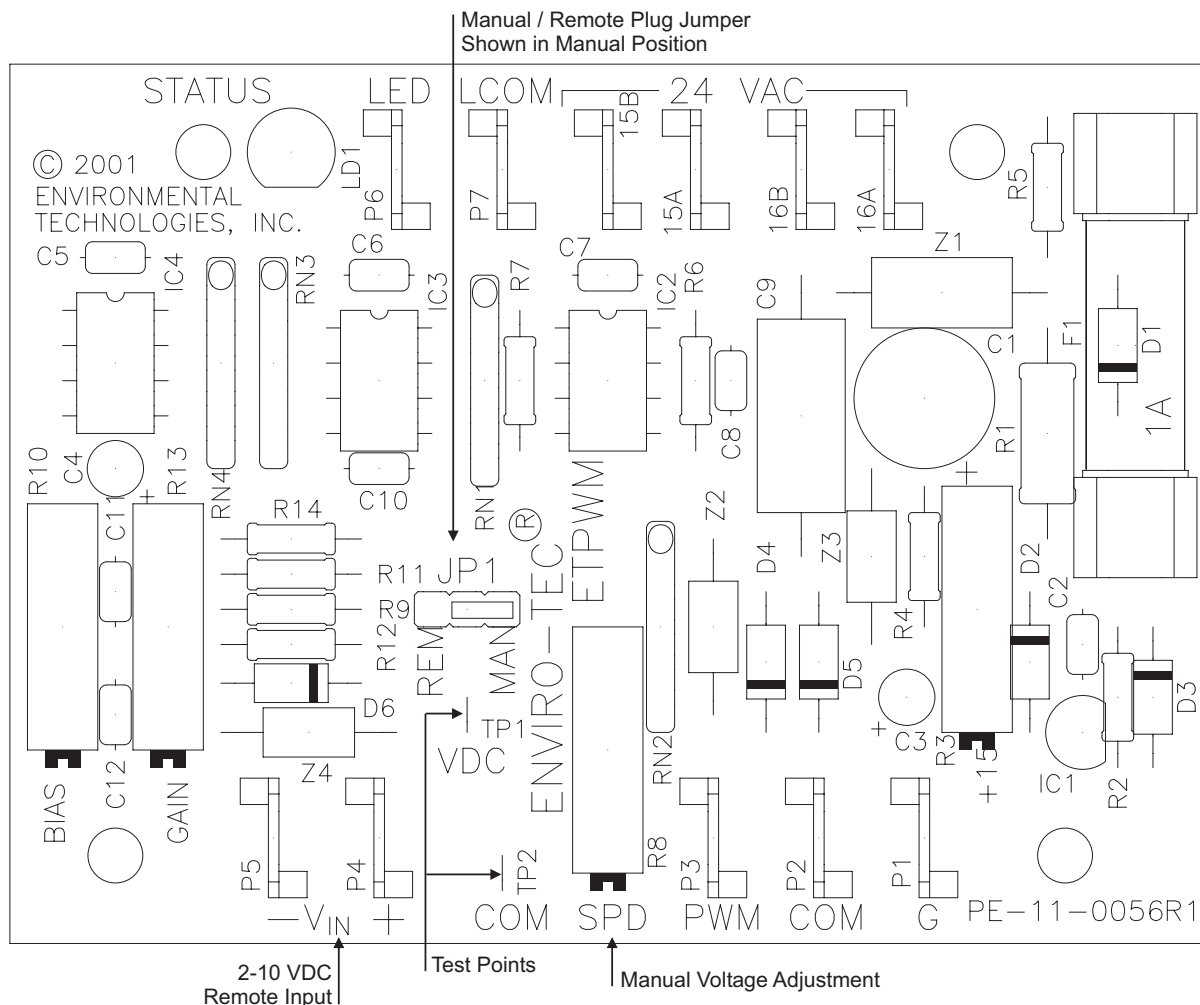 Manual / Remote Plug Jumper
Shown in Manual Position
STATUS
LED
LCOM
24 VAC
15B
15A
16B
16A
LD1
P6
P7
© 2001
ENVIRONMENTAL
TECHNOLOGIES, INC.
R5
C5
IC4
RN3
C6
IC3
R7
C7
IC2
R6
C9
Z1
C1
F1
D1
1A
R10
C4
R13
RN4
C10
RN1
C8
R1
+
C11
+
R14
®
ETPWM
Z2
D4
Z3
R4
D2
C2
R11
JP1
R9
R12
REM
MAN
ENVIRO-TEC
D6
TP1
VDC
RN2
D5
+
C3
R3
+15
IC1
R2
D3
BIAS
C12
GAIN
Z4
P5
P4
TP2
R8
P3
P2
P1
- VIN +
COM
SPD
PWM
COM
G
PE-11-0056R1
2-10 VDC
Remote Input
Test Points
Manual Voltage Adjustment